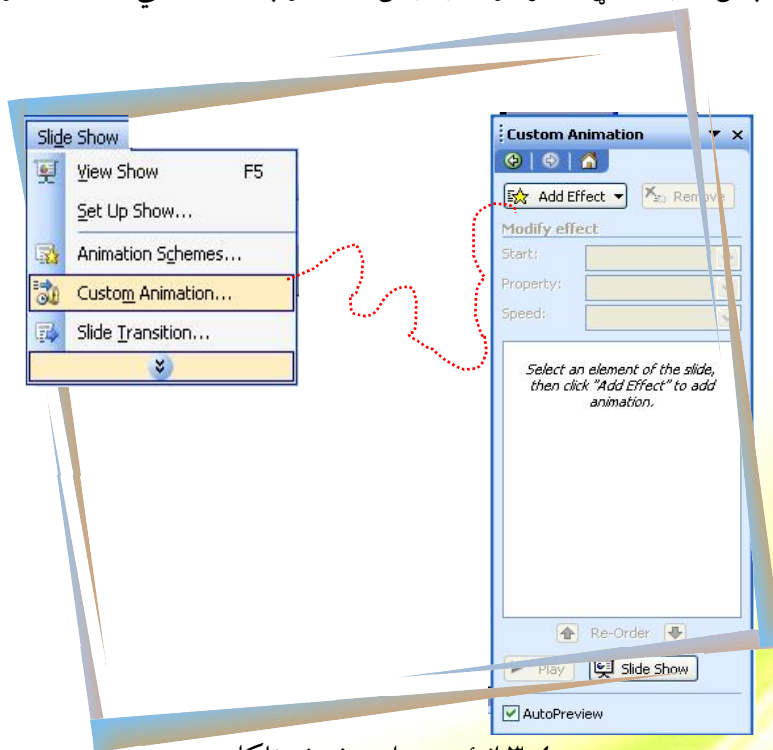 Slide Show
View Show F5
Set Up Show...
Animation Schemes...
Custom Animation...
Slide Transition...
Custom Animation
Add Effect
Remove
Modify effect
Start:
Property:
Speed:
Select an element of the slide,
then click "Add Effect" to add
animation.
Re-Order
Play
Slide Show
AutoPreview